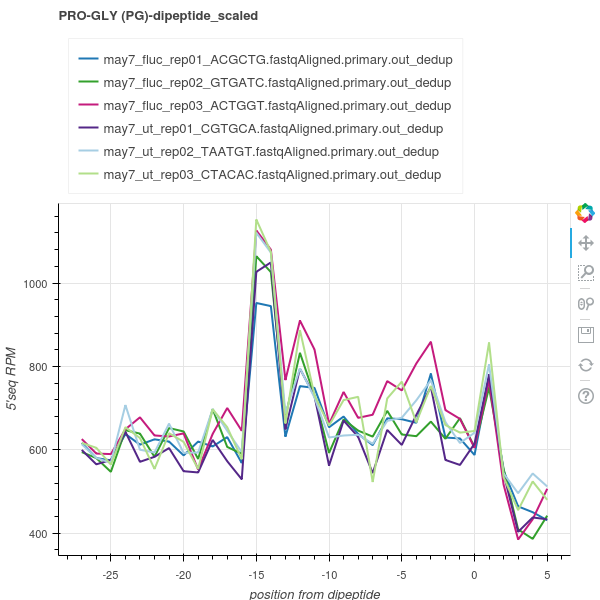 PRO-GLY (PG)-dipeptide_scaled
may7_fluc_rep01_ACGCTG.fastqAligned.primary.out_dedup
may7_fluc_rep02_GTGATC.fastqAligned.primary.out_dedup
may7_fluc_rep03_ACTGGT.fastqAligned.primary.out_dedup
may7_ut_rep01_CGTGCA.fastqAligned.primary.out_dedup
may7_ut_rep02_TAATGT.fastqAligned.primary.out_dedup
may7_ut_rep03_CTACAC.fastqAligned.primary.out_dedup
1000
800
600
400
5'seq RPM
-25 -20 -15 -10 -5 0 5
position from dipeptide